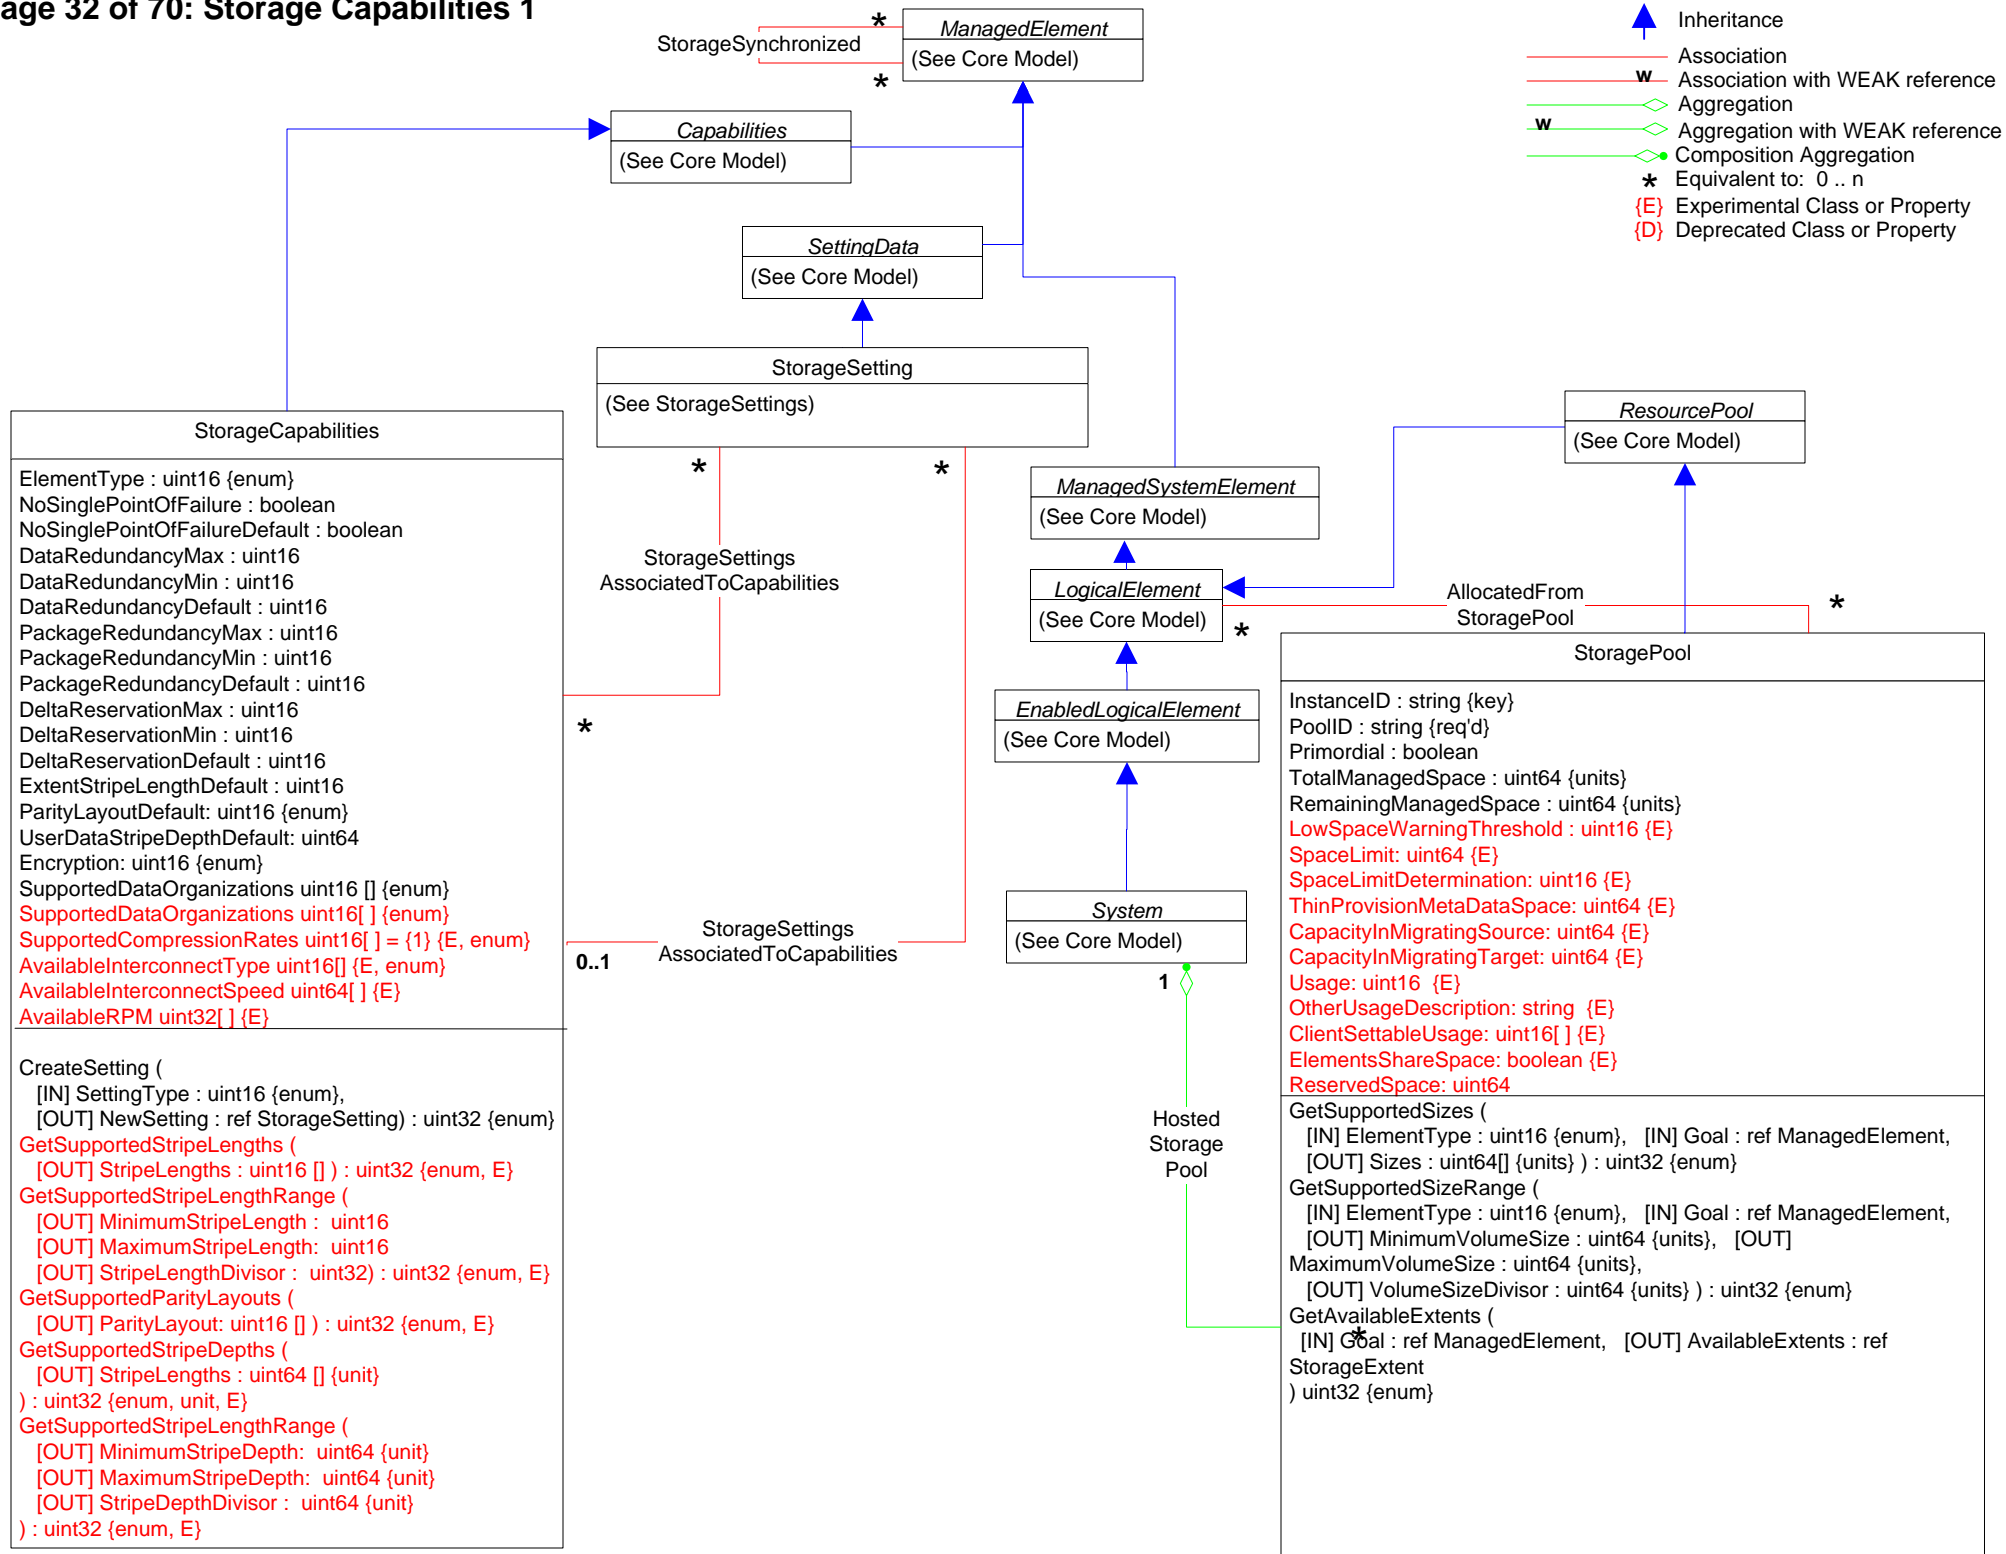 age 32 of 70: Storage Capabilities 1
Inheritance
Association
w Association with WEAK reference
Aggregation
w Aggregation with WEAK reference
Composition Aggregation
* Equivalent to: 0 .. n
{E} Experimental Class or Property
{D} Deprecated Class or Property
StorageSynchronized
*
*
ManagedElement
(See Core Model)
Capabilities
(See Core Model)
SettingData
(See Core Model)
StorageSetting
(See StorageSettings)
*
*
StorageSettings
AssociatedToCapabilities
*
StorageSettings
AssociatedToCapabilities
0..1
StorageCapabilities
ElementType : uint16 {enum}
NoSinglePointOfFailure : boolean
NoSinglePointOfFailureDefault : boolean
DataRedundancyMax : uint16
DataRedundancyMin : uint16
DataRedundancyDefault : uint16
PackageRedundancyMax : uint16
PackageRedundancyMin : uint16
PackageRedundancyDefault : uint16
DeltaReservationMax : uint16
DeltaReservationMin : uint16
DeltaReservationDefault : uint16
ExtentStripeLengthDefault : uint16
ParityLayoutDefault: uint16 {enum}
UserDataStripeDepthDefault: uint64
Encryption: uint16 {enum}
SupportedDataOrganizations uint16 [] {enum}
SupportedDataOrganizations uint16[ ] {enum}
SupportedCompressionRates uint16[ ] = {1} {E, enum}
AvailableInterconnectType uint16[] {E, enum}
AvailableInterconnectSpeed uint64[ ] {E}
AvailableRPM uint32[ ] {E}
CreateSetting (
[IN] SettingType : uint16 {enum},
[OUT] NewSetting : ref StorageSetting) : uint32 {enum}
GetSupportedStripeLengths (
[OUT] StripeLengths : uint16 [] ) : uint32 {enum, E}
GetSupportedStripeLengthRange (
[OUT] MinimumStripeLength : uint16
[OUT] MaximumStripeLength: uint16
[OUT] StripeLengthDivisor : uint32) : uint32 {enum, E}
GetSupportedParityLayouts (
[OUT] ParityLayout: uint16 [] ) : uint32 {enum, E}
GetSupportedStripeDepths (
[OUT] StripeLengths : uint64 [] {unit}
) : uint32 {enum, unit, E}
GetSupportedStripeLengthRange (
[OUT] MinimumStripeDepth: uint64 {unit}
[OUT] MaximumStripeDepth: uint64 {unit}
[OUT] StripeDepthDivisor : uint64 {unit}
) : uint32 {enum, E}
ManagedSystemElement
(See Core Model)
LogicalElement
(See Core Model)
*
AllocatedFrom
StoragePool
*
EnabledLogicalElement
(See Core Model)
System
(See Core Model)
1
Hosted
Storage
Pool
ResourcePool
(See Core Model)
StoragePool
InstanceID : string {key}
PoolID : string {req'd}
Primordial : boolean
TotalManagedSpace : uint64 {units}
RemainingManagedSpace : uint64 {units}
LowSpaceWarningThreshold : uint16 {E}
SpaceLimit: uint64 {E}
SpaceLimitDetermination: uint16 {E}
ThinProvisionMetaDataSpace: uint64 {E}
CapacityInMigratingSource: uint64 {E}
CapacityInMigratingTarget: uint64 {E}
Usage: uint16 {E}
OtherUsageDescription: string {E}
ClientSettableUsage: uint16[ ] {E}
ElementsShareSpace: boolean {E}
ReservedSpace: uint64
GetSupportedSizes (
[IN] ElementType : uint16 {enum}, [IN] Goal : ref ManagedElement,
[OUT] Sizes : uint64[] {units} ) : uint32 {enum}
GetSupportedSizeRange (
[IN] ElementType : uint16 {enum}, [IN] Goal : ref ManagedElement,
[OUT] MinimumVolumeSize : uint64 {units}, [OUT]
MaximumVolumeSize : uint64 {units},
[OUT] VolumeSizeDivisor : uint64 {units} ) : uint32 {enum}
GetAvailableExtents (
*
[IN] Goal : ref ManagedElement, [OUT] AvailableExtents : ref
StorageExtent
) uint32 {enum}